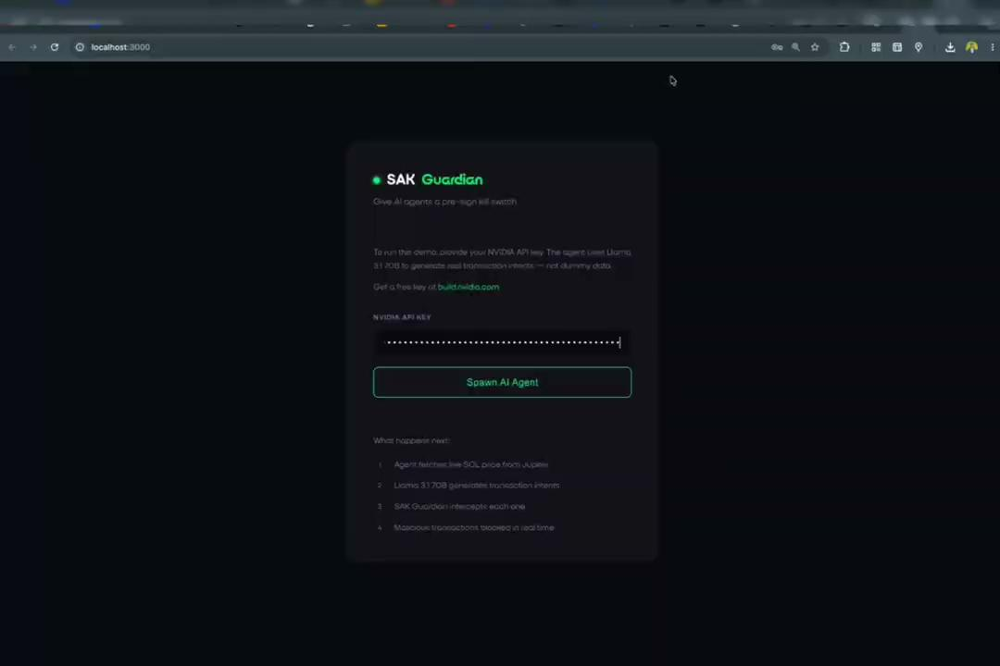 localhost:3000
SAK Guardian
Give AI agents a pre-sign kill switch
To run this demo, provide your NVIDIA API key. The agent uses Llama
3.1 70B to generate real transaction intents — not dummy data.
Get a free key at build.nvidia.com
NVIDIA API KEY
Spawn AI Agent
What happens next:
1 Agent fetches live SOL price from Jupiter
2 Llama 3.1 70B generates transaction intents
3 SAK Guardian intercepts each one
4 Malicious transactions blocked in real time